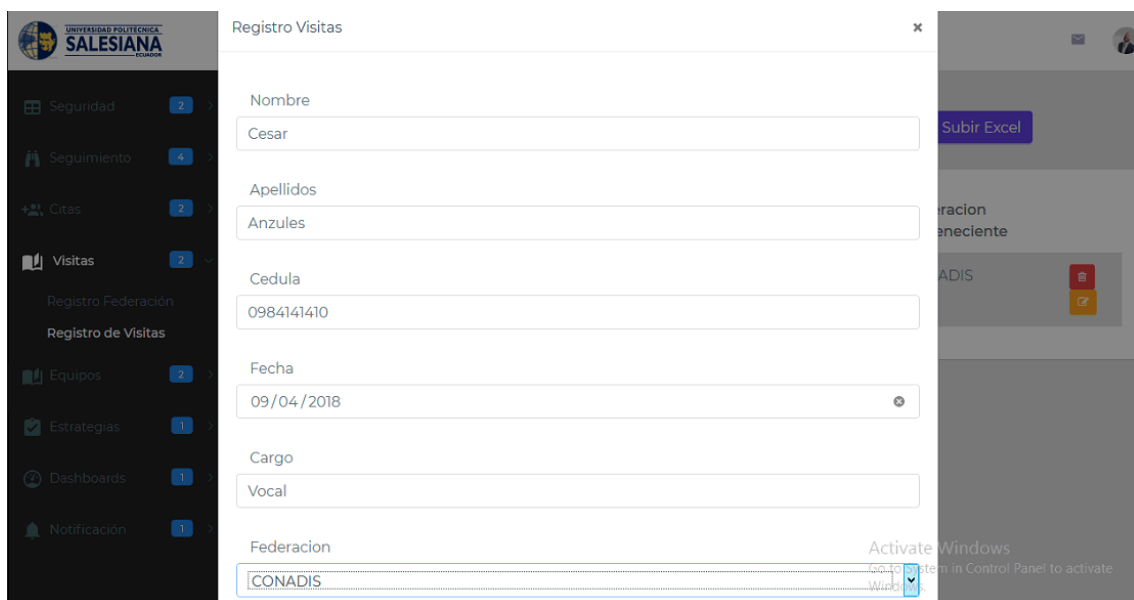 UNIVERSIDAD POLITÉCNICA
SALESIANA
ECUADOR
Seguridad 2
Seguimiento 4
Citas 2
Visitas 2
Registro Federación
Registro de Visitas
Equipos 2
Estrategias 1
Dashboards 1
Notificación 1
Registro Visitas ×
Nombre
Cesar
Apellidos
Anzules
Cedula
0984141410
Fecha
09/04/2018
Cargo
Vocal
Federacion
CONADIS
Subir Excel
eracion
eneciente
ADIS
Activate Windows
Go to System in Control Panel to activate
Windows.